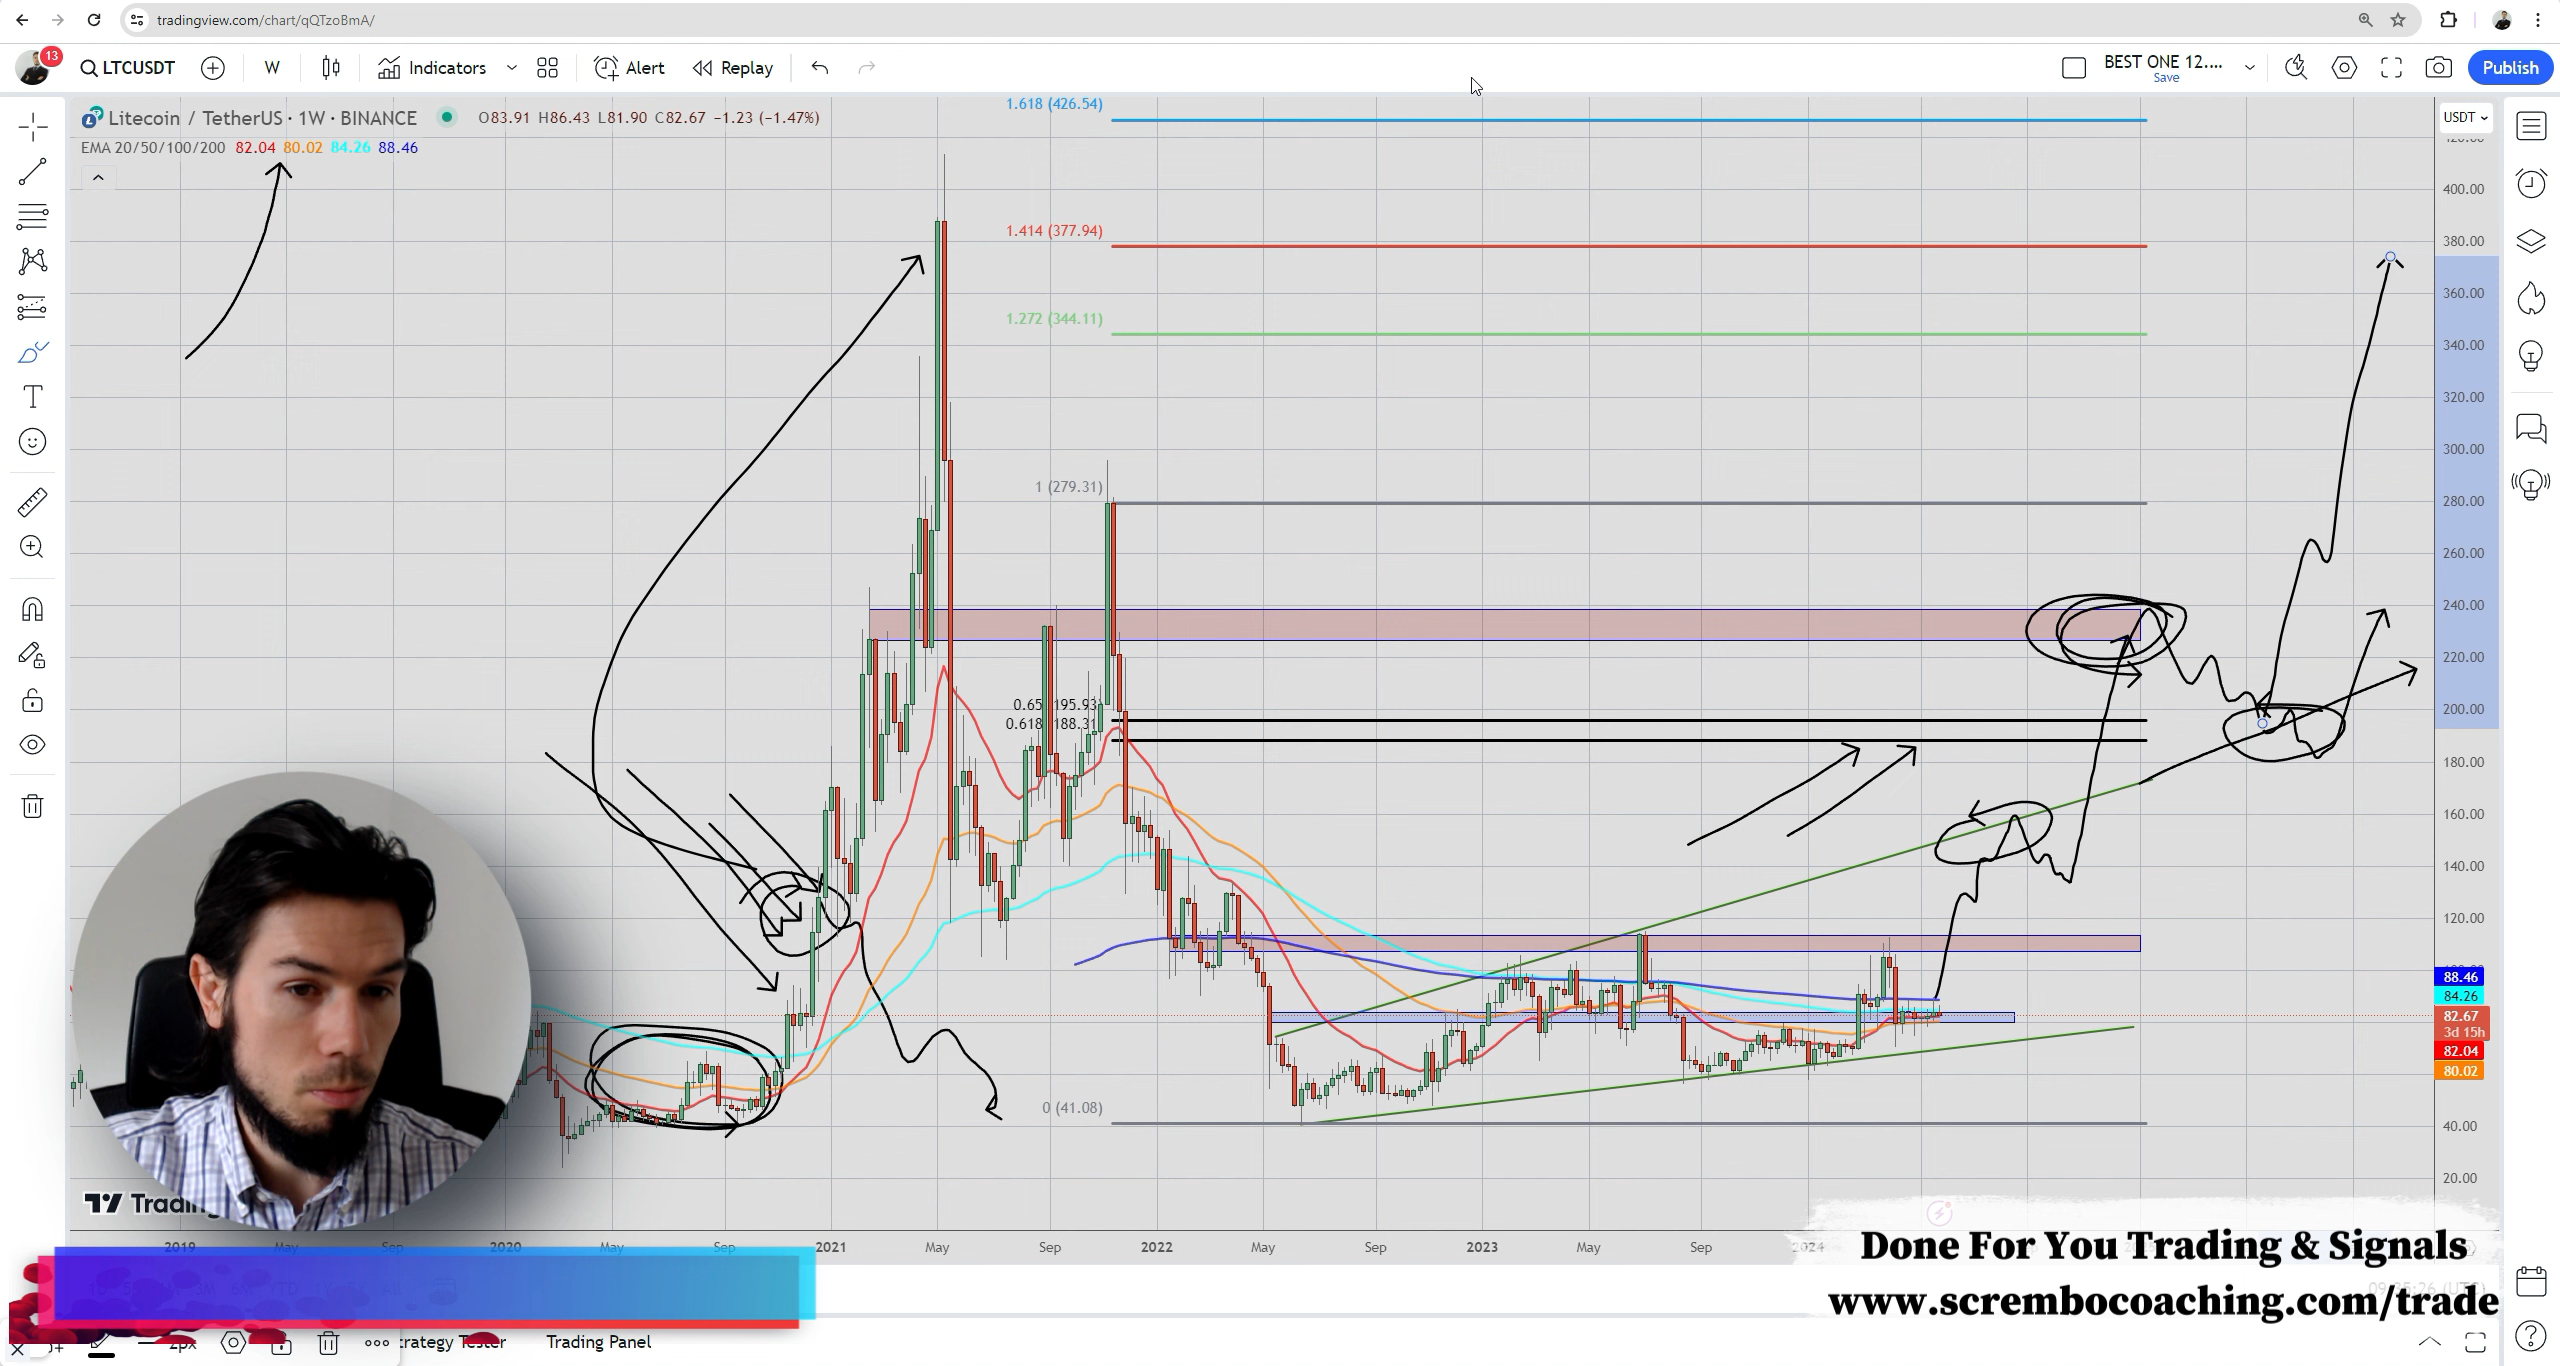 tradingview.com/chart/qQTzoBmA/
13
LTCUSDT
W
Indicators
Alert
Replay
BEST ONE 12....
Save
Publish
Litecoin / TetherUS · 1W · BINANCE
O83.91 H86.43 L81.90 C82.67 −1.23 (−1.47%)
EMA 20/50/100/200 82.04 80.02 84.26 88.46
USDT
1.618 (426.54)
1.414 (377.94)
1.272 (344.11)
1 (279.31)
0.618
0 (41.08)
400.00
380.00
360.00
340.00
320.00
300.00
280.00
260.00
240.00
220.00
200.00
180.00
160.00
140.00
120.00
88.46
84.26
82.67
3d 15h
82.04
80.02
40.00
20.00
2019
May
Sep
2020
May
Sep
2021
May
Sep
2022
May
Sep
2023
May
Sep
2024
Done For You Trading & Signals
www.scrembocoaching.com/trade
2px
Trading Panel